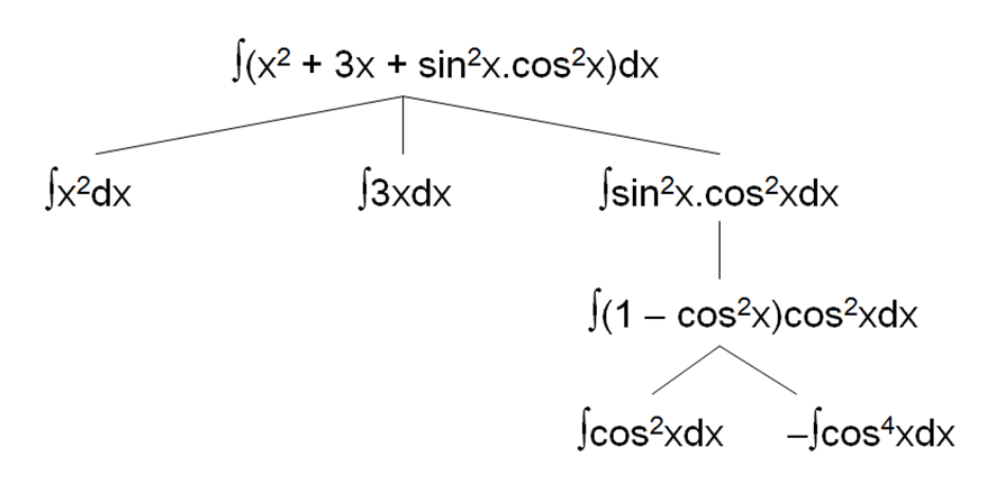 ∫(x² + 3x + sin²x.cos²x)dx
∫x²dx ∫3xdx ∫sin²x.cos²xdx
∫(1 – cos²x)cos²xdx
∫cos²xdx –∫cos⁴xdx